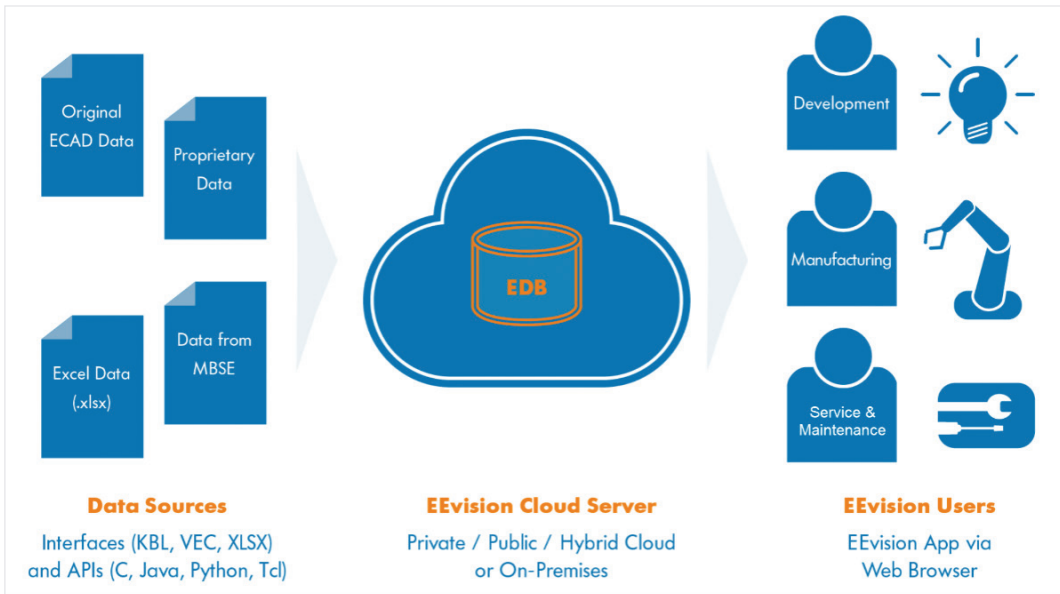 Original
ECAD Data
Proprietary
Data
Excel Data
(.xlsx)
Data from
MBSE
Data Sources
Interfaces (KBL, VEC, XLSX)
and APIs (C, Java, Python, Tcl)
EDB
EEvision Cloud Server
Private / Public / Hybrid Cloud
or On-Premises
Development
Manufacturing
Service &
Maintenance
EEvision Users
EEvision App via
Web Browser